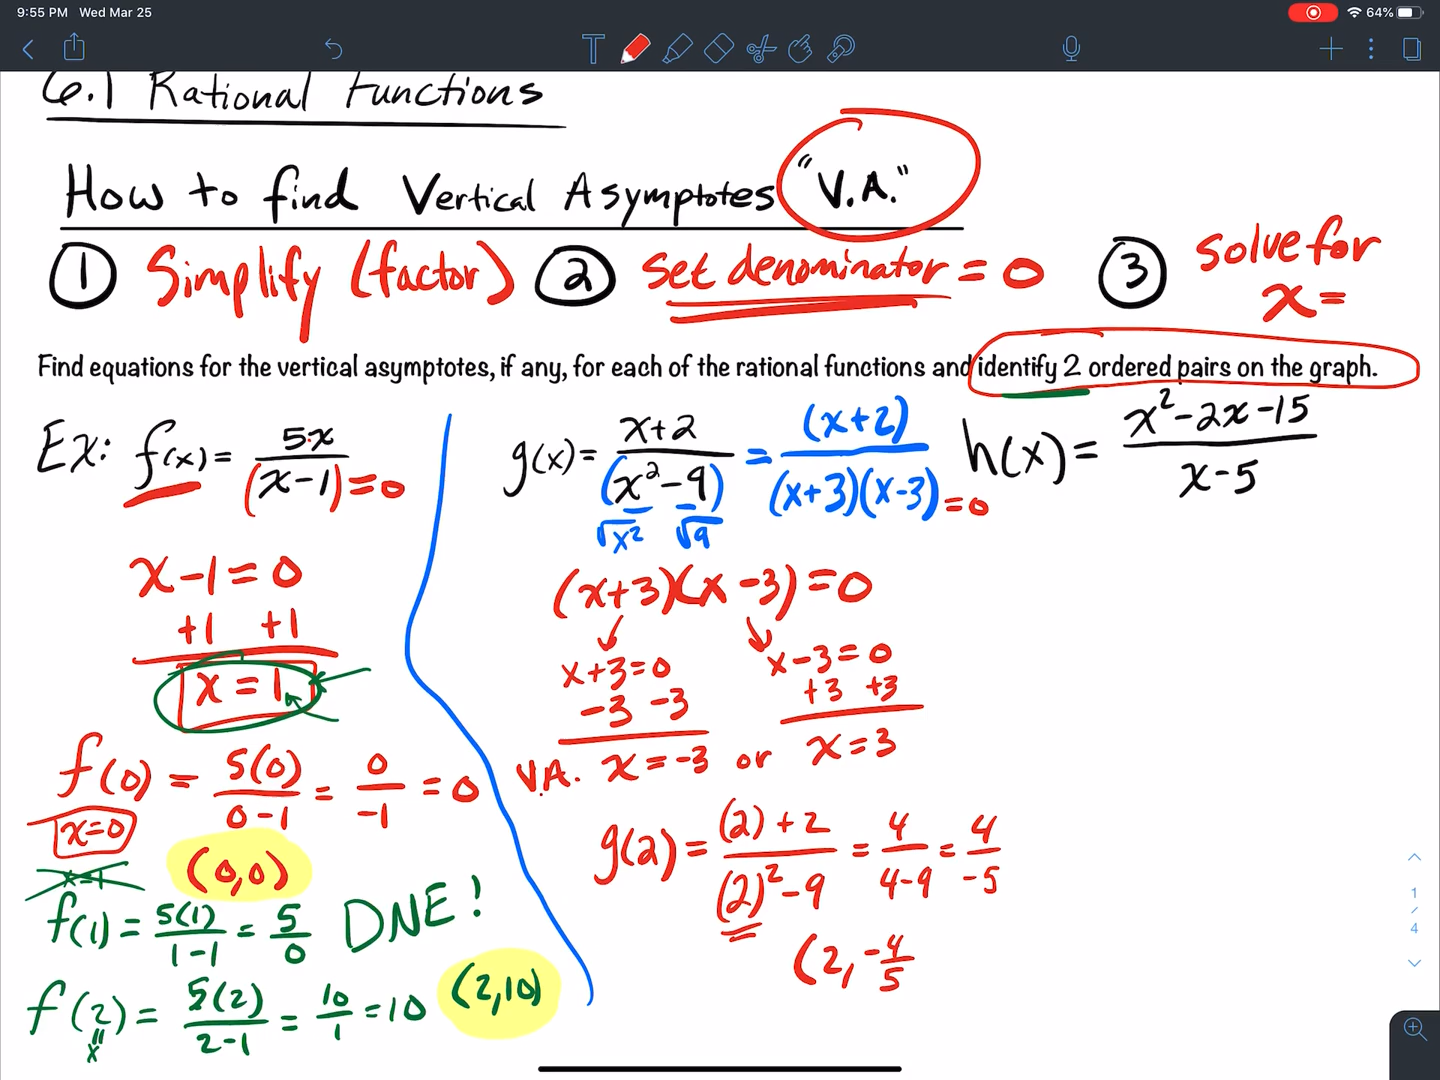 9:55 PM Wed Mar 25
64%
6.1 Rational Functions
How to find Vertical Asymptotes "V.A."
① Simplify (factor) ② set denominator = 0 ③ solve for x =
Find equations for the vertical asymptotes, if any, for each of the rational functions and identify 2 ordered pairs on the graph.
Ex: f(x) = 5·x / (x-1) = 0
x - 1 = 0
+1 +1
x = 1
f(0) = 5(0) / 0-1 = 0 / -1 = 0
x=0
(0,0)
x=1
f(1) = 5(1) / 1-1 = 5 / 0 DNE!
f(2) = 5(2) / 2-1 = 10 / 1 = 10 (2,10)
x
g(x) = x+2 / (x²-9) = (x+2) / (x+3)(x-3) = 0
√x² √9
(x+3)(x-3) = 0
x+3=0 x-3=0
-3 -3 +3 +3
V.A. x = -3 or x = 3
g(2) = (2)+2 / (2)²-9 = 4 / 4-9 = 4 / -5
(2, -4/5
h(x) = x²-2x-15 / x-5
1 / 4